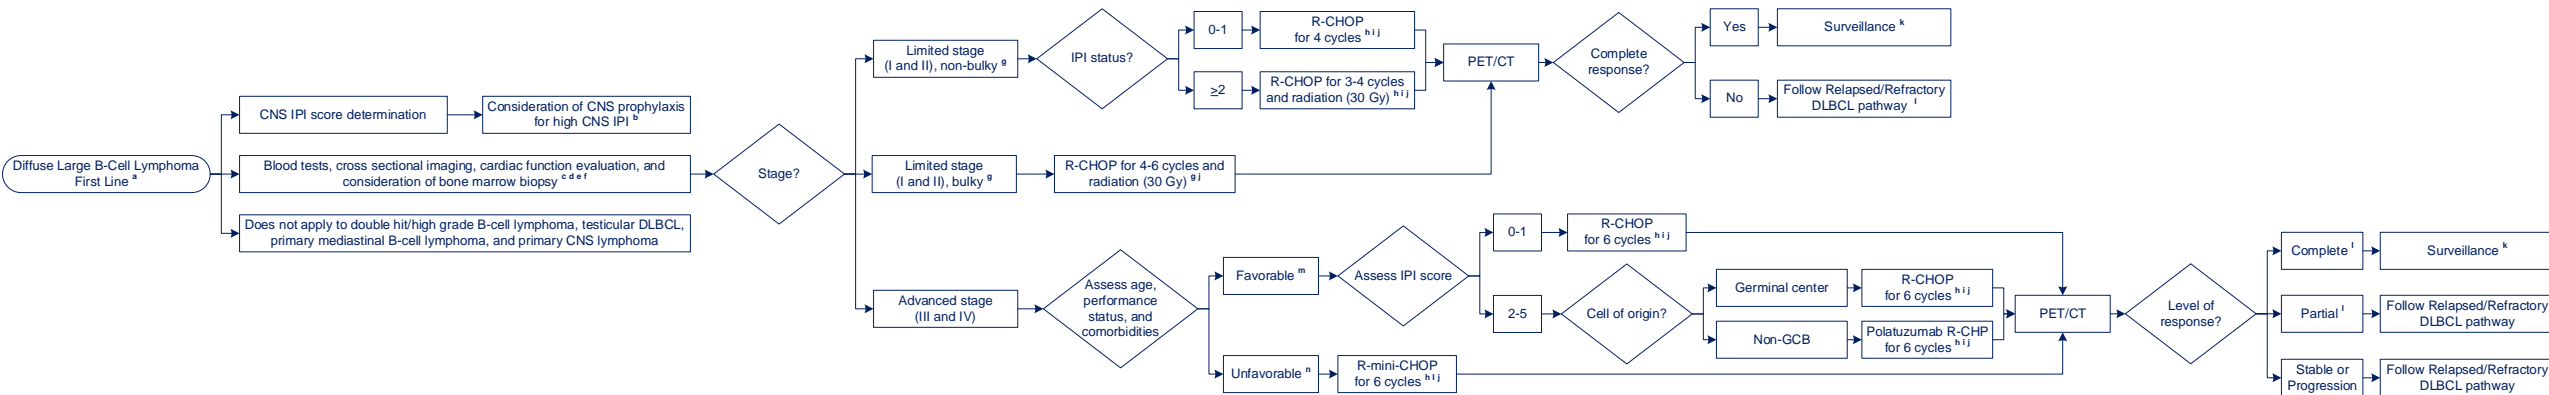 Diffuse Large B-Cell Lymphoma
First Line a
CNS IPI score determination
Consideration of CNS prophylaxis
for high CNS IPI b
Blood tests, cross sectional imaging, cardiac function evaluation, and
consideration of bone marrow biopsy c d e f
Does not apply to double hit/high grade B-cell lymphoma, testicular DLBCL,
primary mediastinal B-cell lymphoma, and primary CNS lymphoma
Stage?
Limited stage
(I and II), non-bulky g
IPI status?
0-1
R-CHOP
for 4 cycles h i j
≥2
R-CHOP for 3-4 cycles
and radiation (30 Gy) h i j
PET/CT
Complete
response?
Yes
Surveillance k
No
Follow Relapsed/Refractory
DLBCL pathway l
Limited stage
(I and II), bulky g
R-CHOP for 4-6 cycles and
radiation (30 Gy) g j
Advanced stage
(III and IV)
Assess age,
performance
status, and
comorbidities
Favorable m
Assess IPI score
0-1
R-CHOP
for 6 cycles h i j
2-5
Cell of origin?
Germinal center
R-CHOP
for 6 cycles h i j
Non-GCB
Polatuzumab R-CHP
for 6 cycles h i j
Unfavorable n
R-mini-CHOP
for 6 cycles h I j
PET/CT
Level of
response?
Complete l
Surveillance k
Partial l
Follow Relapsed/Refractory
DLBCL pathway
Stable or
Progression
Follow Relapsed/Refractory
DLBCL pathway